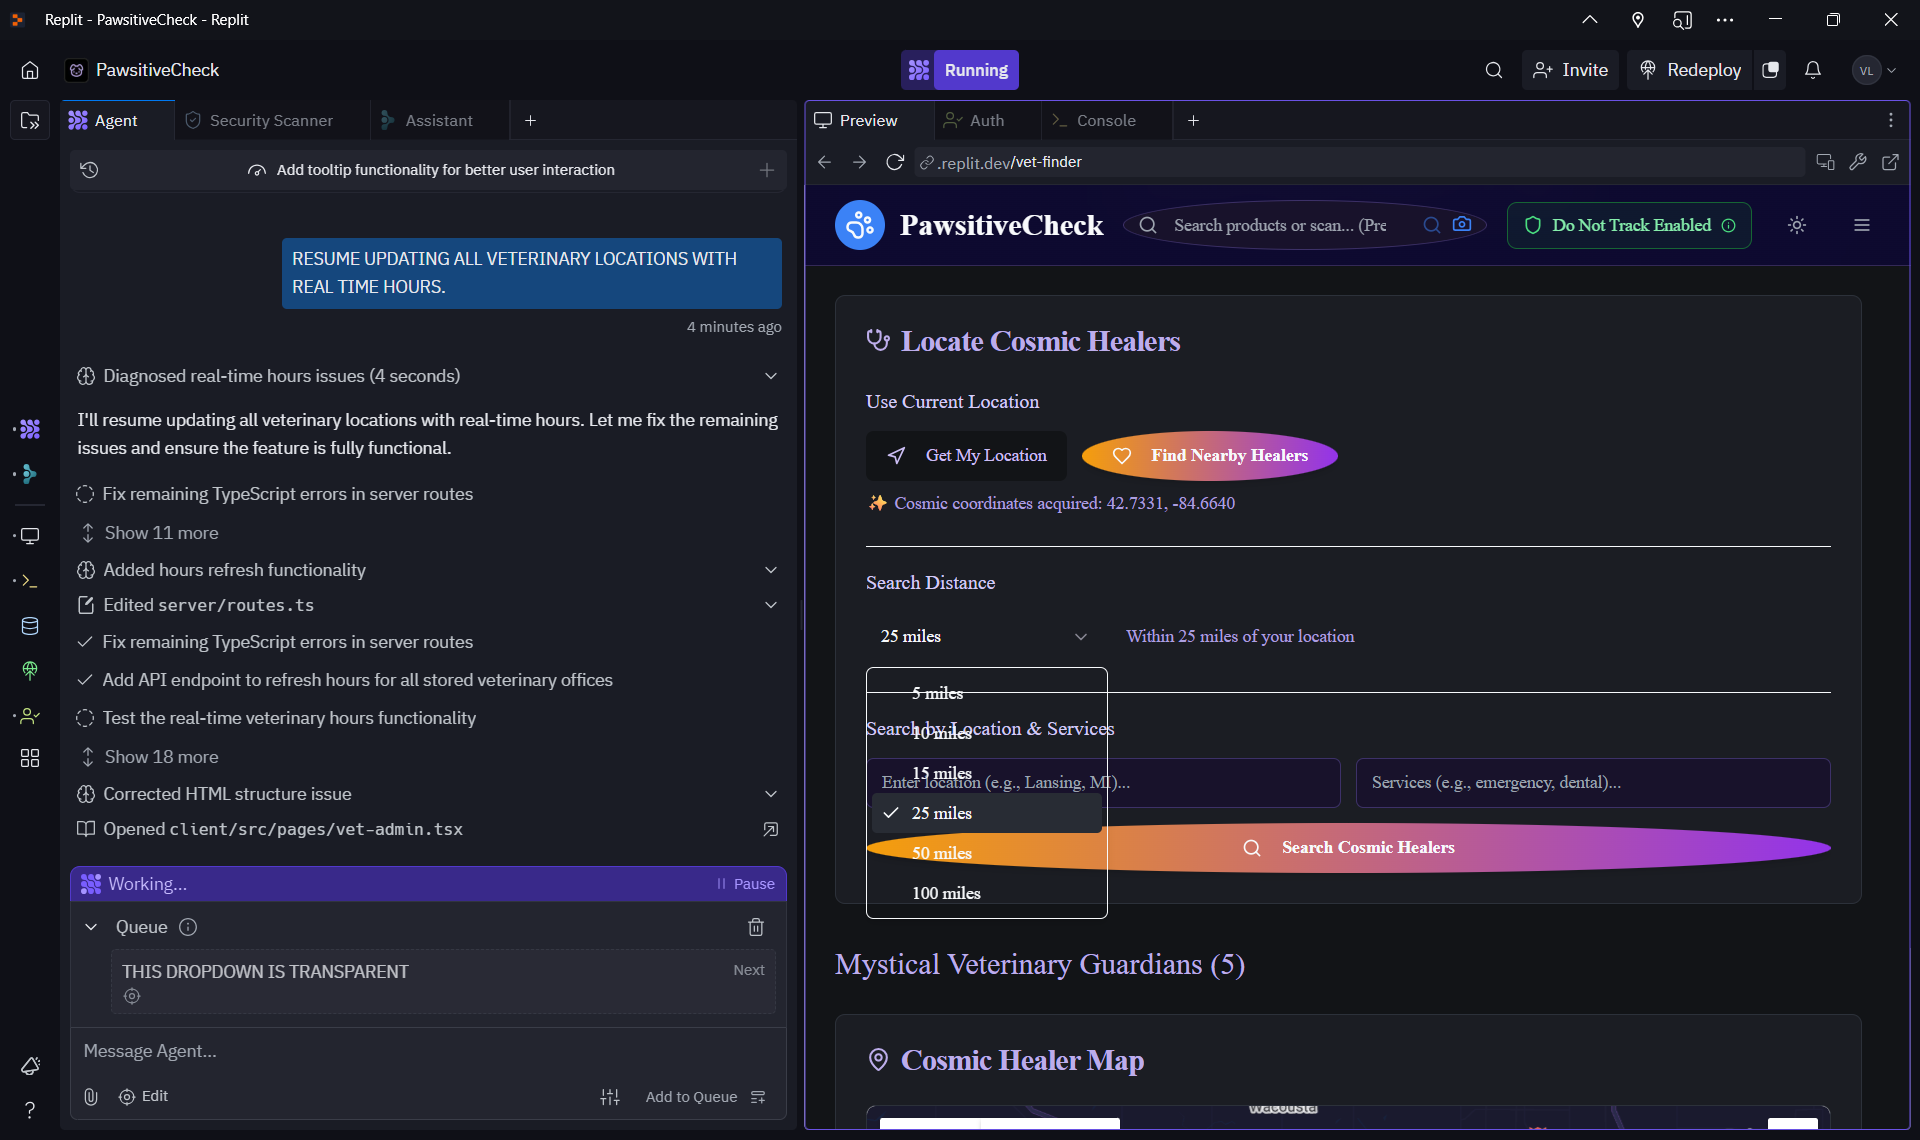 Replit - PawsitiveCheck - Replit
PawsitiveCheck
Running
Invite
Redeploy
VL
Agent
Security Scanner
Assistant
Add tooltip functionality for better user interaction
RESUME UPDATING ALL VETERINARY LOCATIONS WITH
REAL TIME HOURS.
4 minutes ago
Diagnosed real-time hours issues (4 seconds)
I'll resume updating all veterinary locations with real-time hours. Let me fix the remaining
issues and ensure the feature is fully functional.
Fix remaining TypeScript errors in server routes
Show 11 more
Added hours refresh functionality
Edited server/routes.ts
Fix remaining TypeScript errors in server routes
Add API endpoint to refresh hours for all stored veterinary offices
Test the real-time veterinary hours functionality
Show 18 more
Corrected HTML structure issue
Opened client/src/pages/vet-admin.tsx
Working...
Pause
Queue
THIS DROPDOWN IS TRANSPARENT
Next
Message Agent...
Edit
Add to Queue
Preview
Auth
Console
.replit.dev/vet-finder
PawsitiveCheck
Search products or scan... (Pre
Do Not Track Enabled
Locate Cosmic Healers
Use Current Location
Get My Location
Find Nearby Healers
✨ Cosmic coordinates acquired: 42.7331, -84.6640
Search Distance
25 miles
Within 25 miles of your location
5 miles
Search by Location & Services
10 miles
15 miles
Enter location (e.g., Lansing, MI)...
Services (e.g., emergency, dental)...
25 miles
50 miles
Search Cosmic Healers
100 miles
Mystical Veterinary Guardians (5)
Cosmic Healer Map
Wacousta